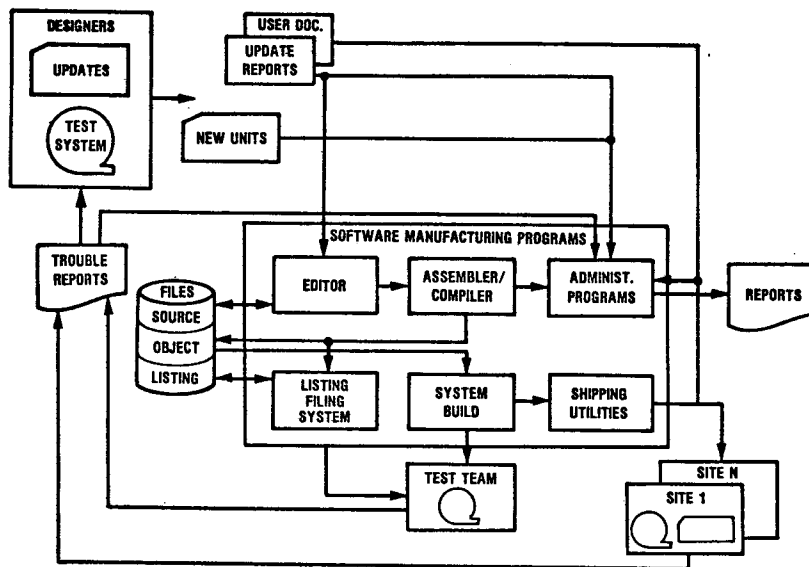 DESIGNERS
UPDATES
TEST
SYSTEM
USER DOC.
UPDATE
REPORTS
NEW UNITS
TROUBLE
REPORTS
SOFTWARE MANUFACTURING PROGRAMS
EDITOR
ASSEMBLER/
COMPILER
ADMINIST.
PROGRAMS
REPORTS
FILES
SOURCE
OBJECT
LISTING
LISTING
FILING
SYSTEM
SYSTEM
BUILD
SHIPPING
UTILITIES
TEST TEAM
SITE N
SITE 1